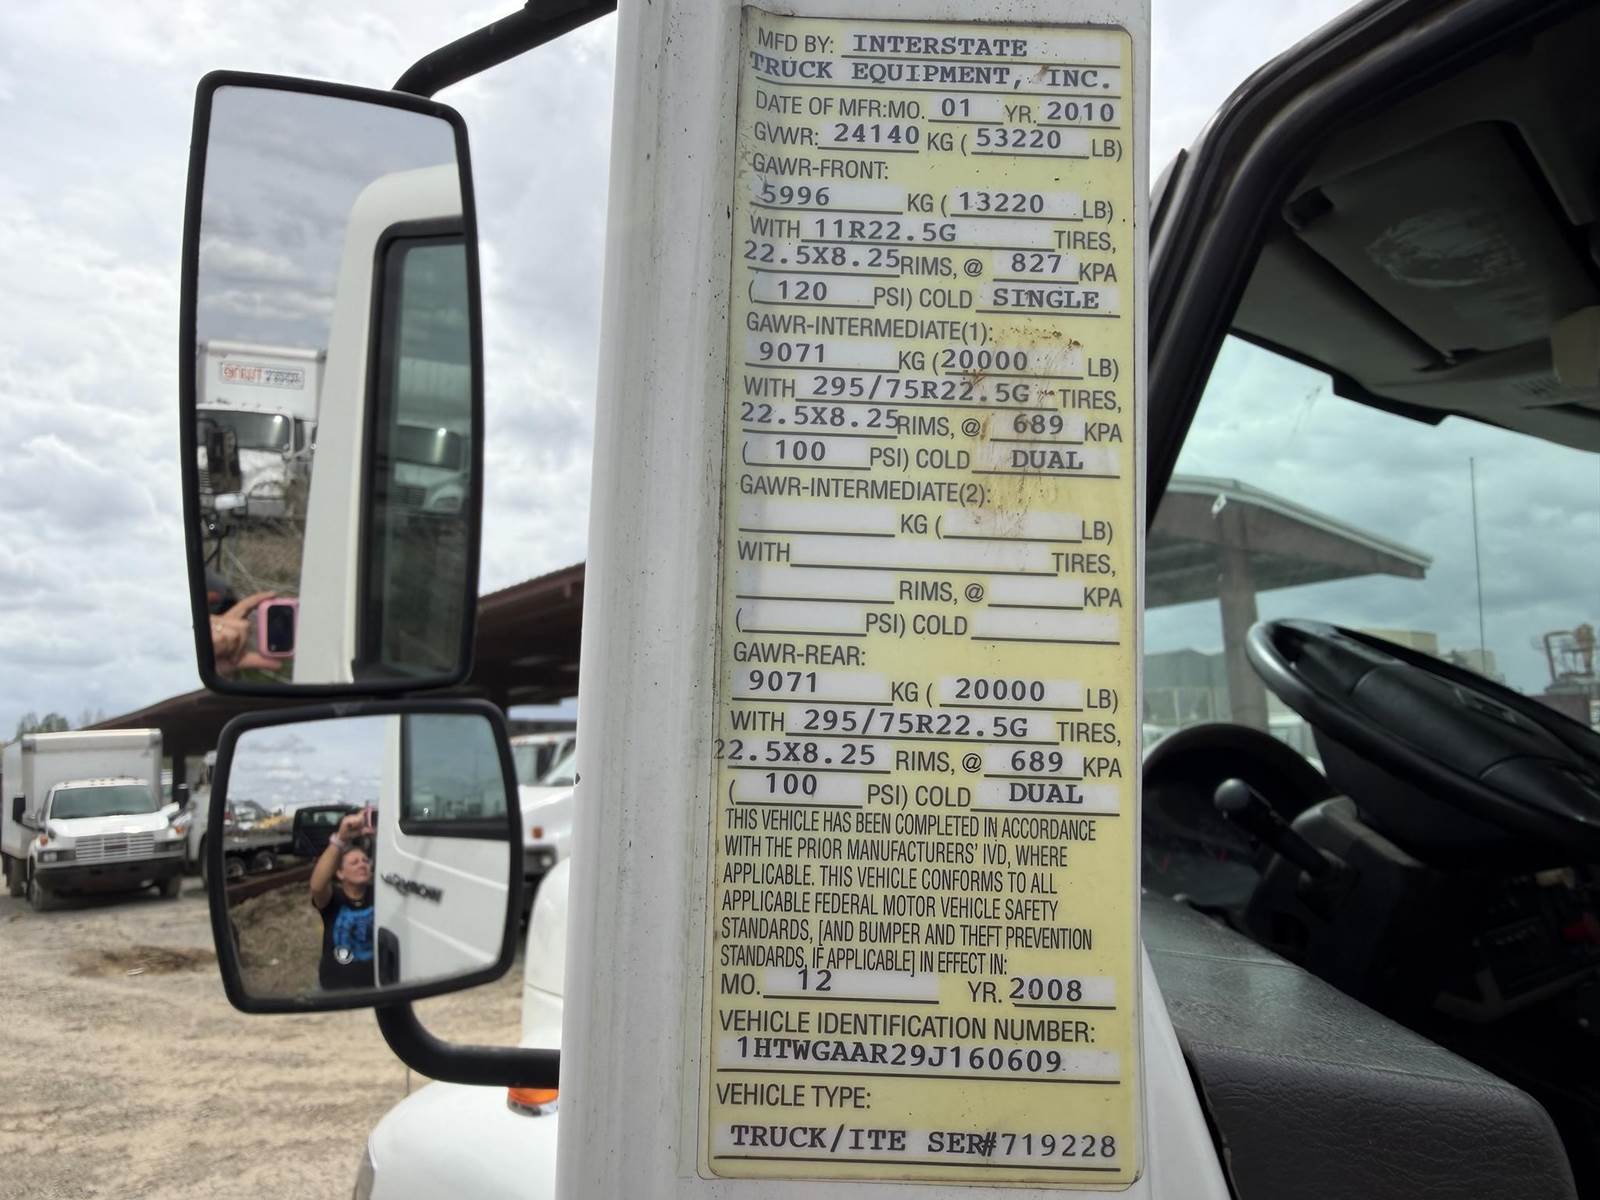 MFD BY: INTERSTATE
TRUCK EQUIPMENT, INC.
DATE OF MFR:MO. 01 YR. 2010
GVWR: 24140 KG ( 53220 LB)
GAWR-FRONT:
5996 KG ( 13220 LB)
WITH 11R22.5G TIRES,
22.5X8.25 RIMS, @ 827 KPA
( 120 PSI) COLD SINGLE
GAWR-INTERMEDIATE(1):
9071 KG ( 20000 LB)
WITH 295/75R22.5G TIRES,
22.5X8.25 RIMS, @ 689 KPA
( 100 PSI) COLD DUAL
GAWR-INTERMEDIATE(2):
KG ( LB)
WITH TIRES,
RIMS, @ KPA
( PSI) COLD
GAWR-REAR:
9071 KG ( 20000 LB)
WITH 295/75R22.5G TIRES,
22.5X8.25 RIMS, @ 689 KPA
( 100 PSI) COLD DUAL
THIS VEHICLE HAS BEEN COMPLETED IN ACCORDANCE
WITH THE PRIOR MANUFACTURERS' IVD, WHERE
APPLICABLE. THIS VEHICLE CONFORMS TO ALL
APPLICABLE FEDERAL MOTOR VEHICLE SAFETY
STANDARDS, [AND BUMPER AND THEFT PREVENTION
STANDARDS, IF APPLICABLE] IN EFFECT IN:
MO. 12 YR. 2008
VEHICLE IDENTIFICATION NUMBER:
1HTWGAAR29J160609
VEHICLE TYPE:
TRUCK/ITE SER#719228